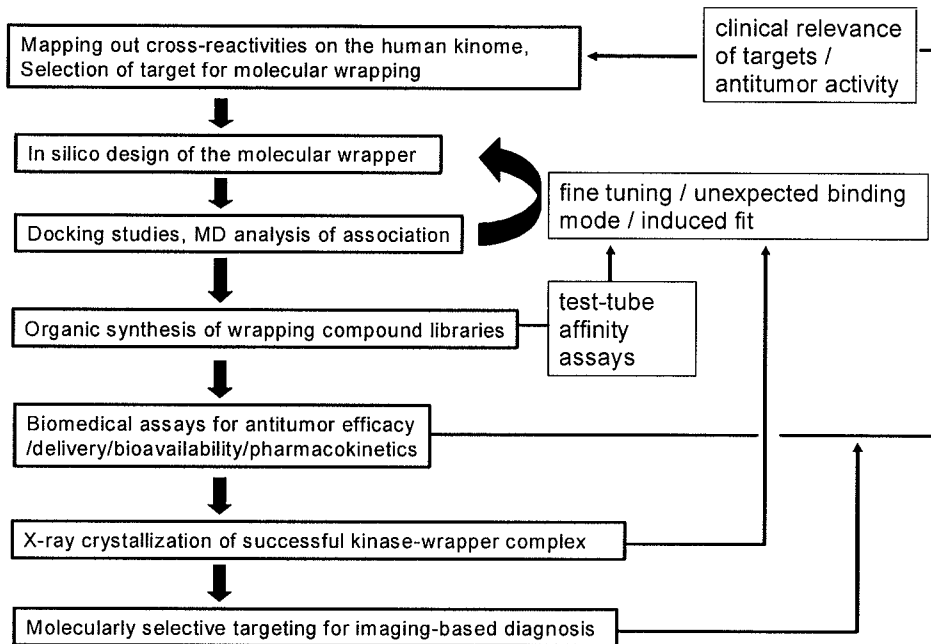 Mapping out cross-reactivities on the human kinome,
Selection of target for molecular wrapping
clinical relevance
of targets /
antitumor activity
In silico design of the molecular wrapper
fine tuning / unexpected binding
mode / induced fit
Docking studies, MD analysis of association
Organic synthesis of wrapping compound libraries
test-tube
affinity
assays
Biomedical assays for antitumor efficacy
/delivery/bioavailability/pharmacokinetics
X-ray crystallization of successful kinase-wrapper complex
Molecularly selective targeting for imaging-based diagnosis